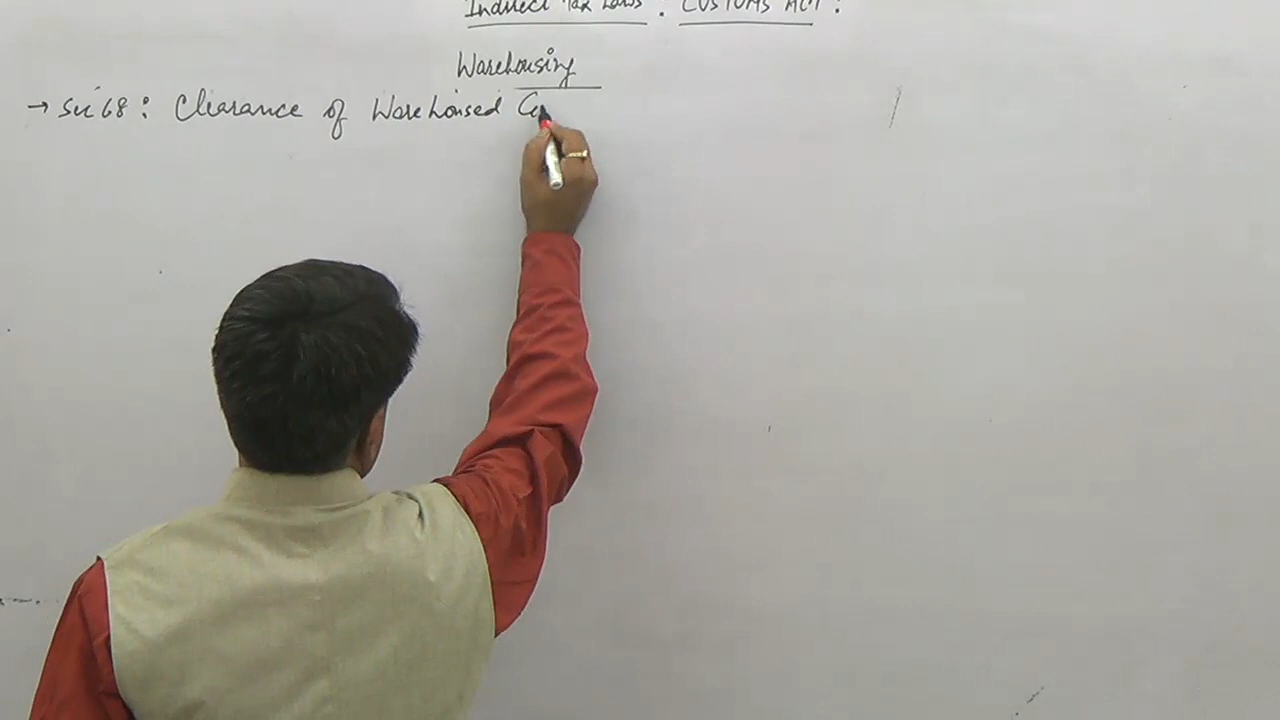 Indirect Tax Laws : CUSTOMS ACT :
Warehousing
→ Sec 68 : Clearance of Warehoused